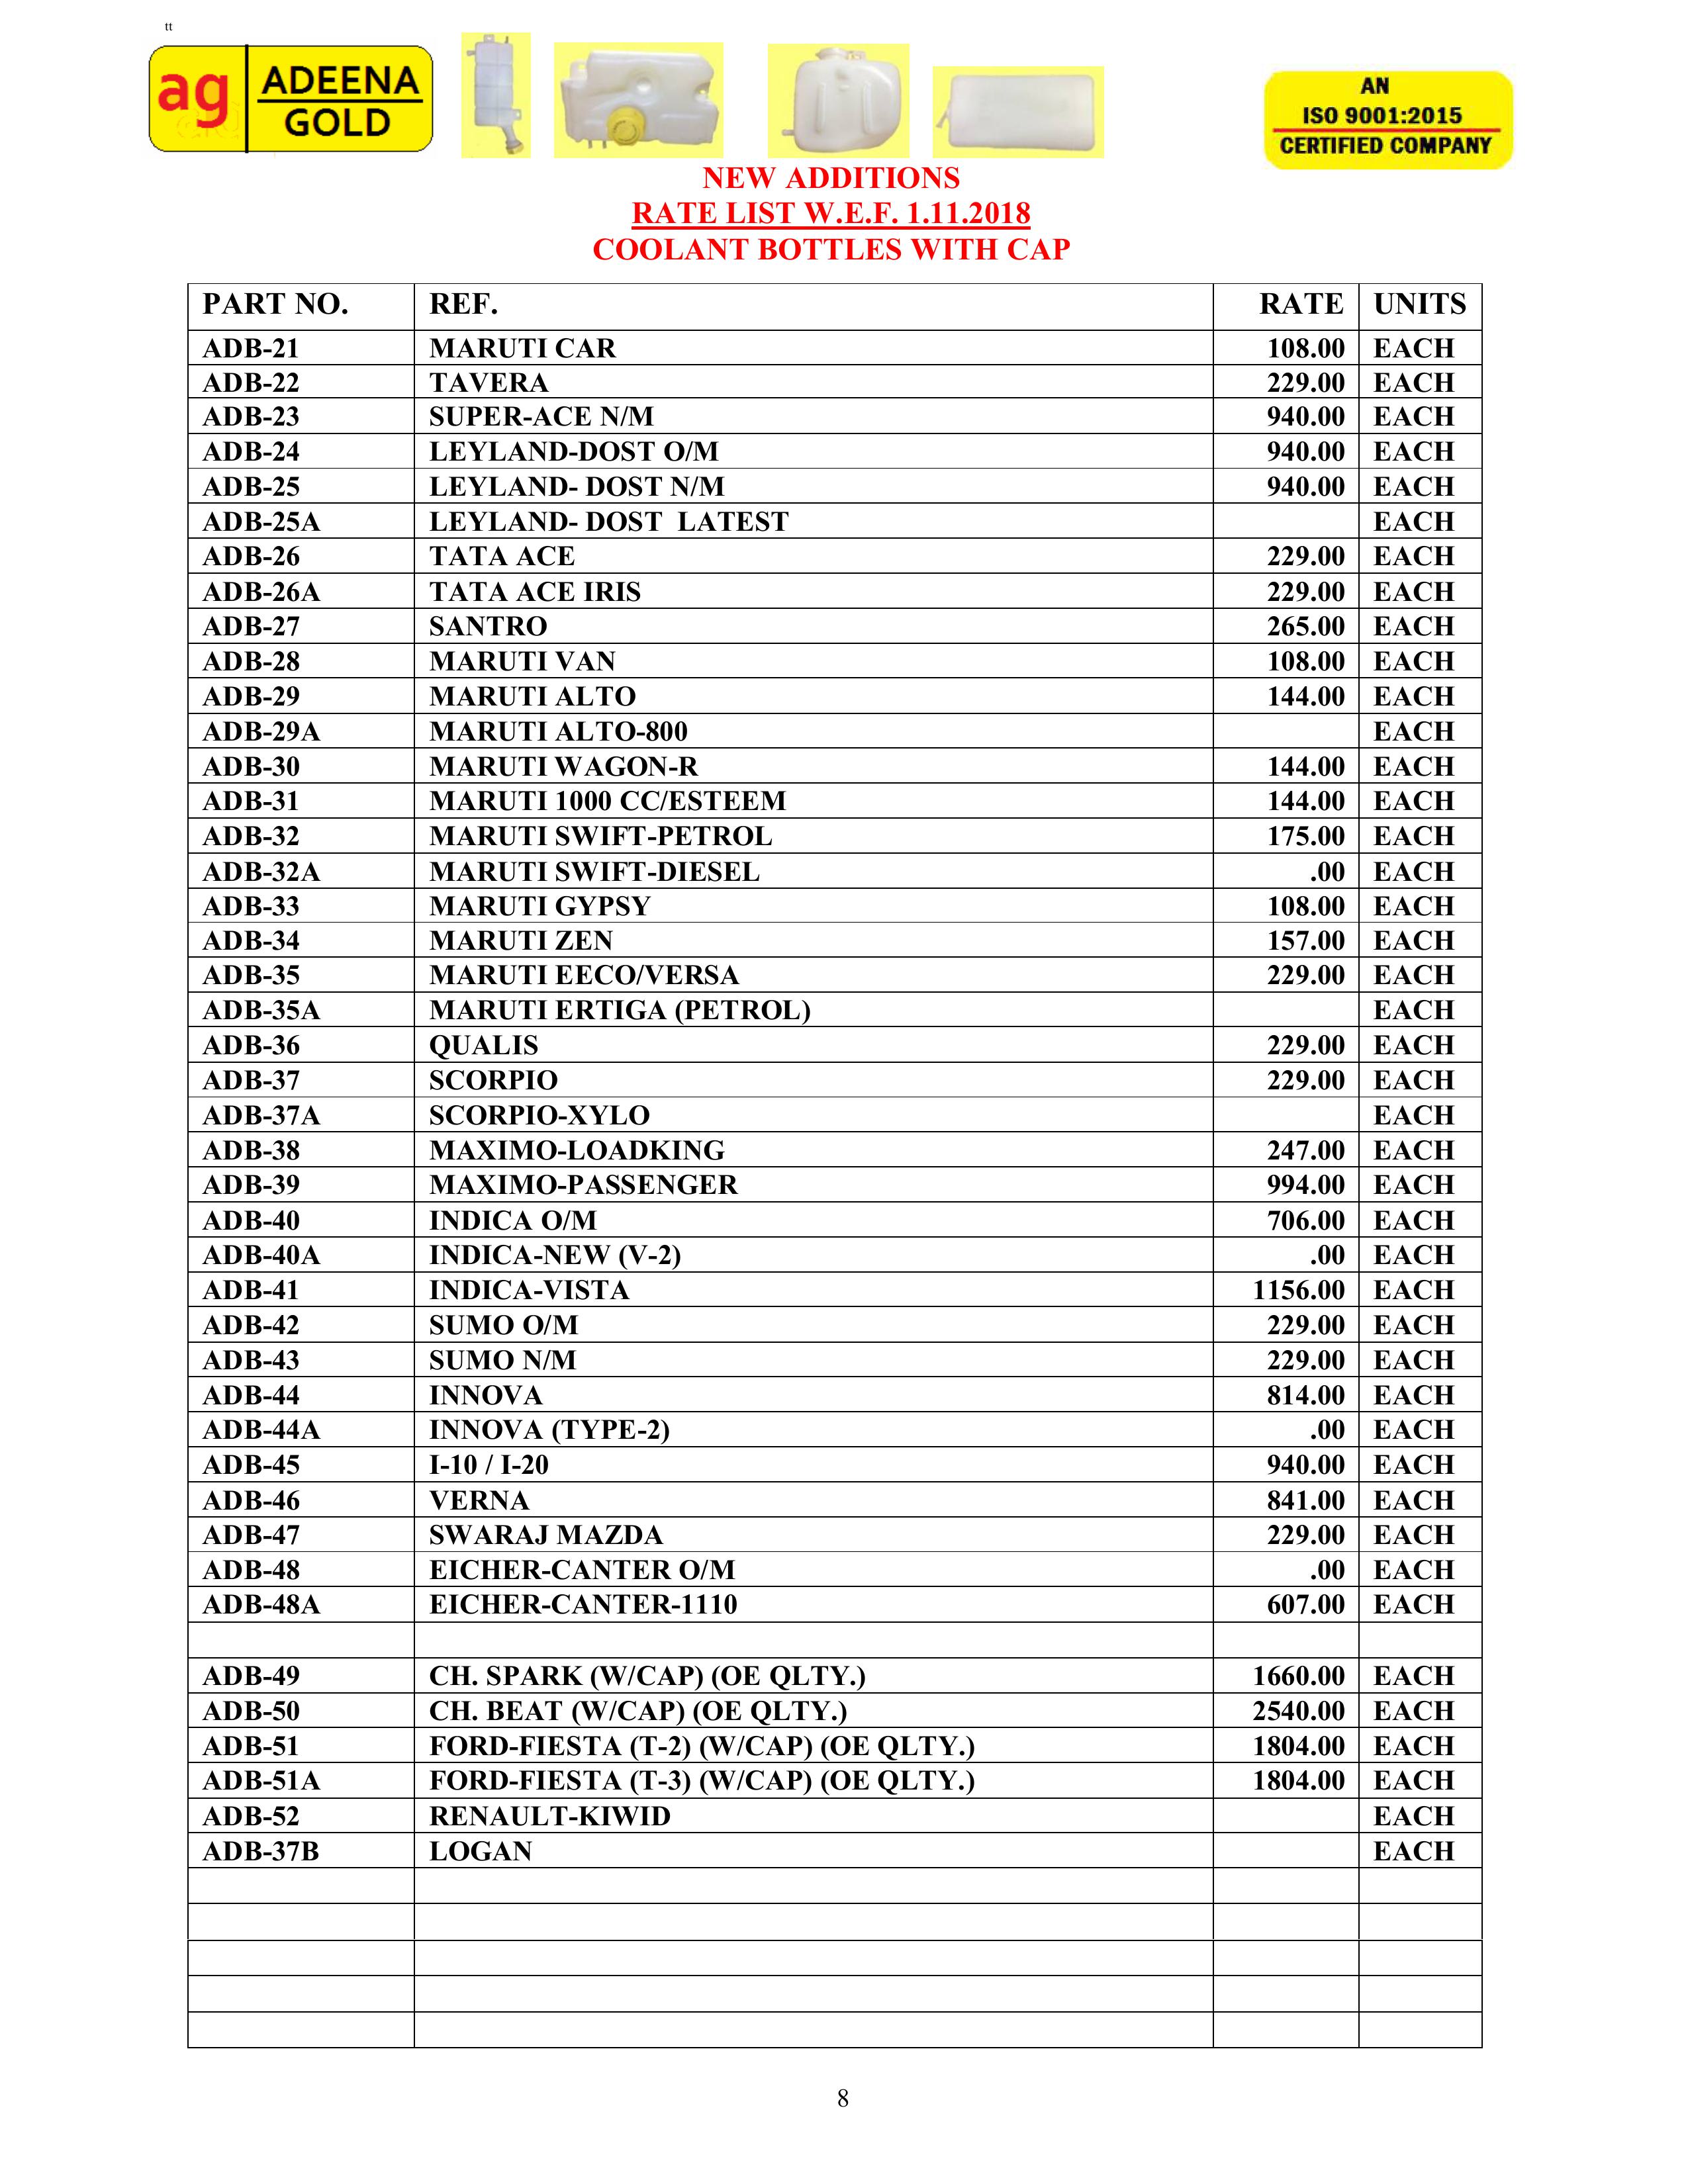 tt
ag ADEENA GOLD
AN
ISO 9001:2015
CERTIFIED COMPANY
NEW ADDITIONS
RATE LIST W.E.F. 1.11.2018
COOLANT BOTTLES WITH CAP
PART NO. REF. RATE UNITS
ADB-21 MARUTI CAR 108.00 EACH
ADB-22 TAVERA 229.00 EACH
ADB-23 SUPER-ACE N/M 940.00 EACH
ADB-24 LEYLAND-DOST O/M 940.00 EACH
ADB-25 LEYLAND- DOST N/M 940.00 EACH
ADB-25A LEYLAND- DOST LATEST EACH
ADB-26 TATA ACE 229.00 EACH
ADB-26A TATA ACE IRIS 229.00 EACH
ADB-27 SANTRO 265.00 EACH
ADB-28 MARUTI VAN 108.00 EACH
ADB-29 MARUTI ALTO 144.00 EACH
ADB-29A MARUTI ALTO-800 EACH
ADB-30 MARUTI WAGON-R 144.00 EACH
ADB-31 MARUTI 1000 CC/ESTEEM 144.00 EACH
ADB-32 MARUTI SWIFT-PETROL 175.00 EACH
ADB-32A MARUTI SWIFT-DIESEL .00 EACH
ADB-33 MARUTI GYPSY 108.00 EACH
ADB-34 MARUTI ZEN 157.00 EACH
ADB-35 MARUTI EECO/VERSA 229.00 EACH
ADB-35A MARUTI ERTIGA (PETROL) EACH
ADB-36 QUALIS 229.00 EACH
ADB-37 SCORPIO 229.00 EACH
ADB-37A SCORPIO-XYLO EACH
ADB-38 MAXIMO-LOADKING 247.00 EACH
ADB-39 MAXIMO-PASSENGER 994.00 EACH
ADB-40 INDICA O/M 706.00 EACH
ADB-40A INDICA-NEW (V-2) .00 EACH
ADB-41 INDICA-VISTA 1156.00 EACH
ADB-42 SUMO O/M 229.00 EACH
ADB-43 SUMO N/M 229.00 EACH
ADB-44 INNOVA 814.00 EACH
ADB-44A INNOVA (TYPE-2) .00 EACH
ADB-45 I-10 / I-20 940.00 EACH
ADB-46 VERNA 841.00 EACH
ADB-47 SWARAJ MAZDA 229.00 EACH
ADB-48 EICHER-CANTER O/M .00 EACH
ADB-48A EICHER-CANTER-1110 607.00 EACH
ADB-49 CH. SPARK (W/CAP) (OE QLTY.) 1660.00 EACH
ADB-50 CH. BEAT (W/CAP) (OE QLTY.) 2540.00 EACH
ADB-51 FORD-FIESTA (T-2) (W/CAP) (OE QLTY.) 1804.00 EACH
ADB-51A FORD-FIESTA (T-3) (W/CAP) (OE QLTY.) 1804.00 EACH
ADB-52 RENAULT-KIWID EACH
ADB-37B LOGAN EACH
8